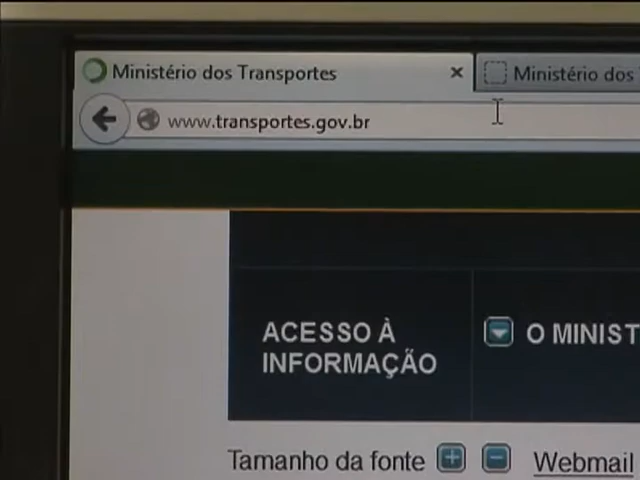 Ministério dos Transportes
Ministério dos
www.transportes.gov.br
ACESSO À
INFORMAÇÃO
O MINIST
Tamanho da fonte
Webmail